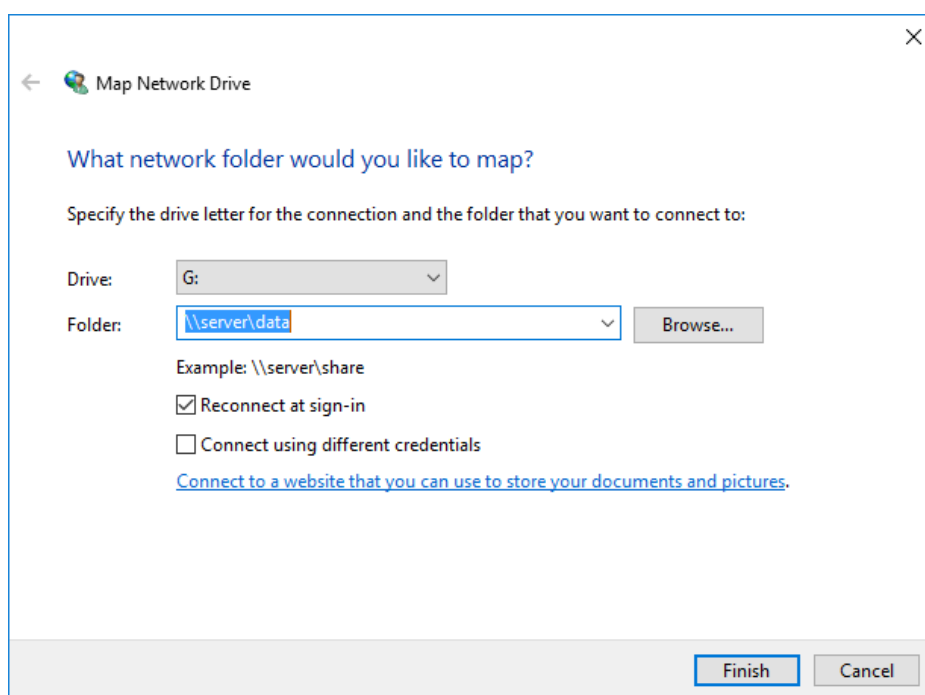 Map Network Drive
What network folder would you like to map?
Specify the drive letter for the connection and the folder that you want to connect to:
Drive: G:
Folder: \\server\data Browse...
Example: \\server\share
Reconnect at sign-in
Connect using different credentials
Connect to a website that you can use to store your documents and pictures.
Finish Cancel